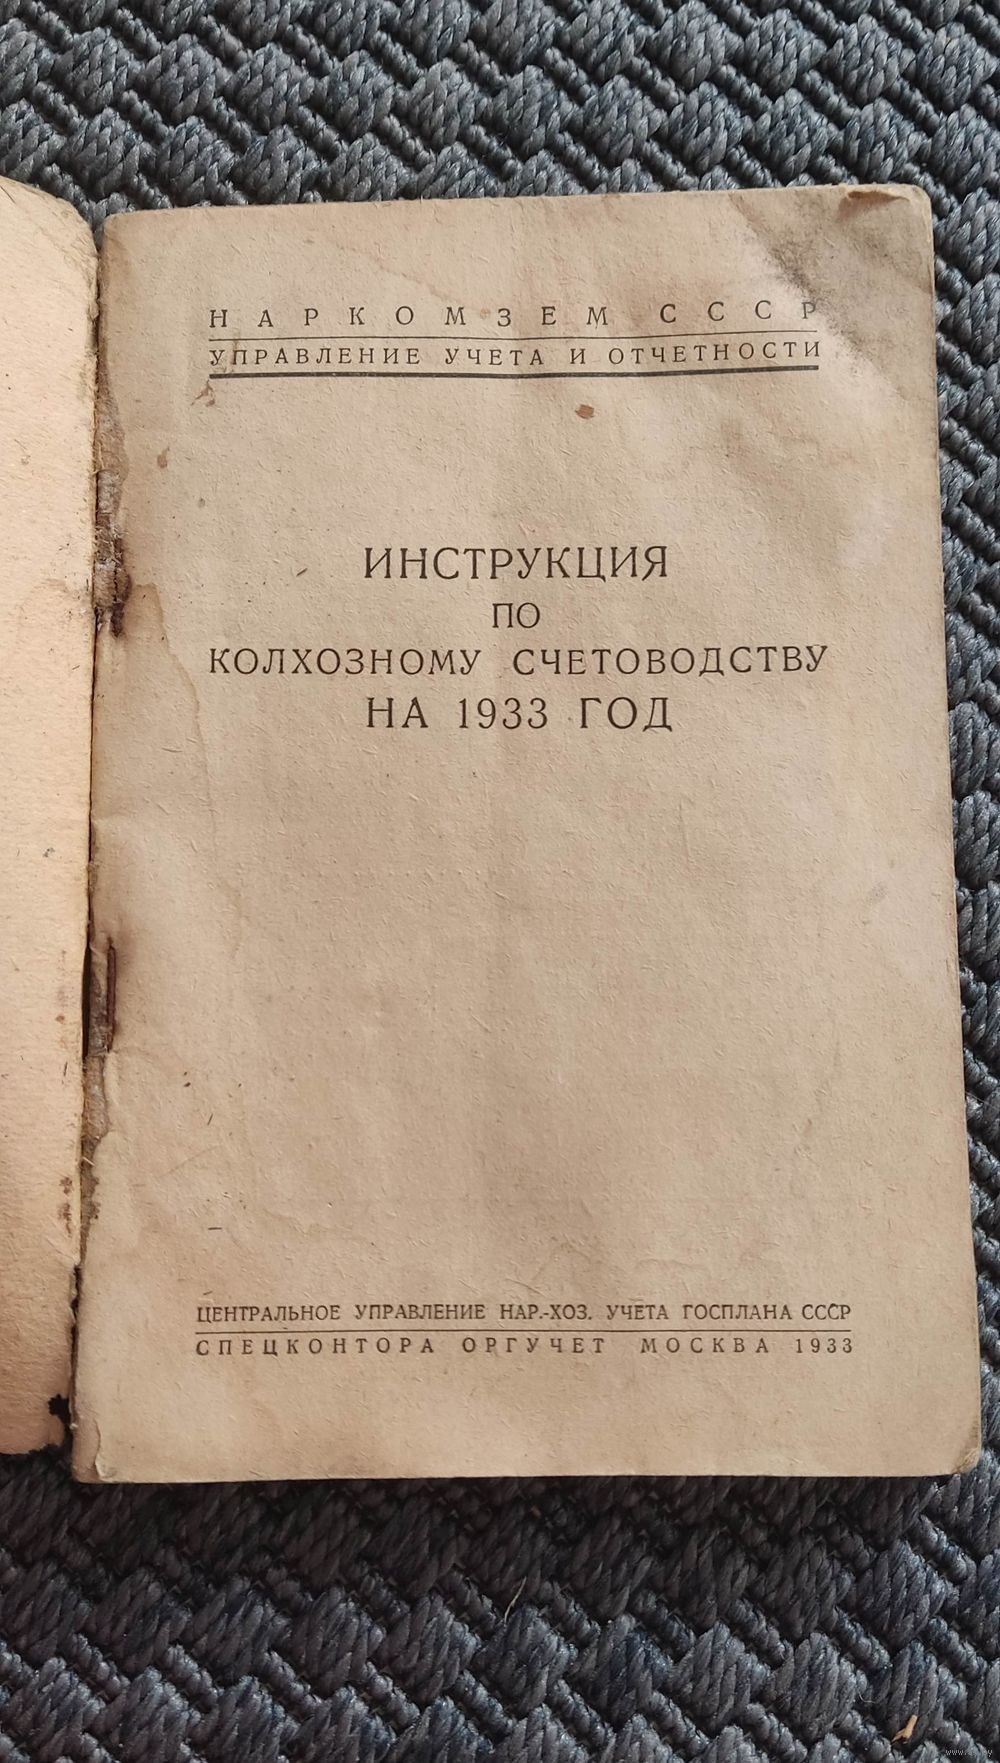 НАРКОМЗЕМ СССР
УПРАВЛЕНИЕ УЧЕТА И ОТЧЕТНОСТИ
ИНСТРУКЦИЯ
ПО
КОЛХОЗНОМУ СЧЕТОВОДСТВУ
НА 1933 ГОД
ЦЕНТРАЛЬНОЕ УПРАВЛЕНИЕ НАР.-ХОЗ. УЧЕТА ГОСПЛАНА СССР
СПЕЦКОНТОРА ОРГУЧЕТ МОСКВА 1933